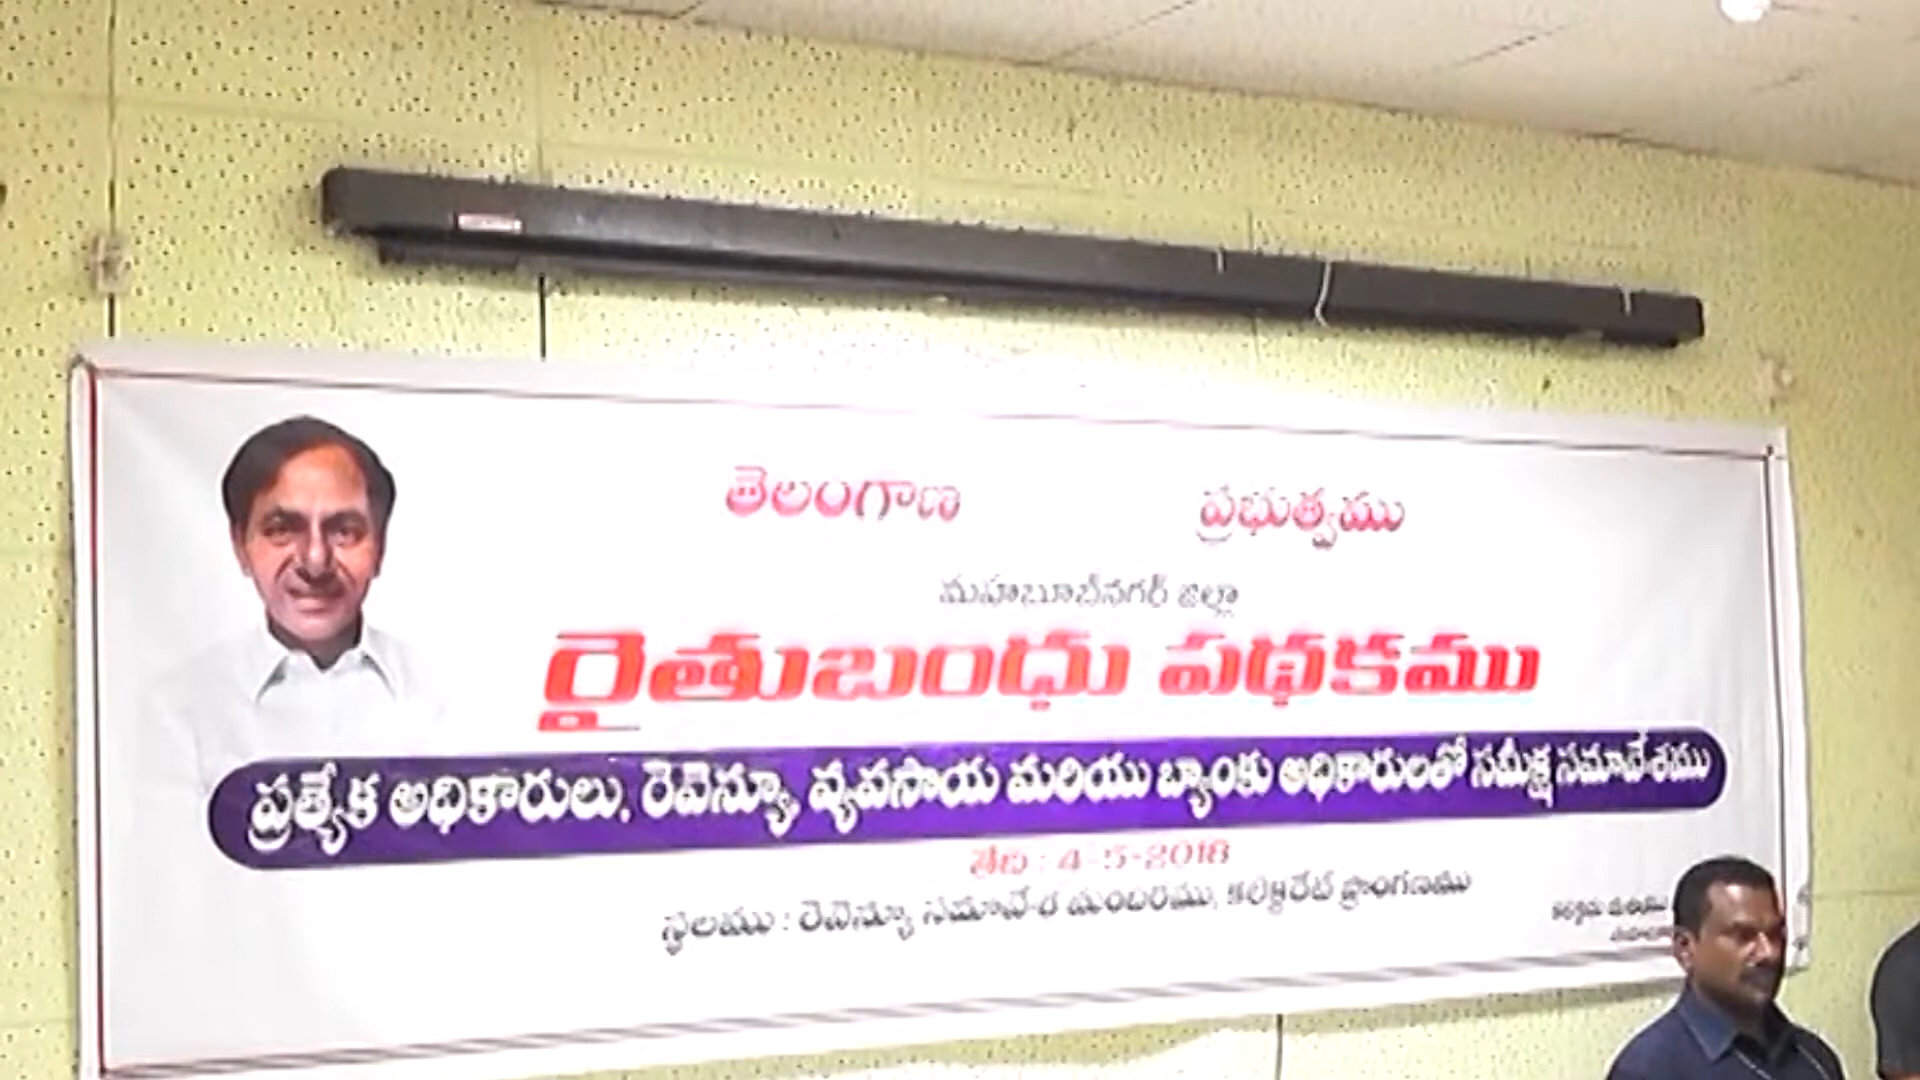 తెలంగాణ ప్రభుత్వము
మహబూబ్‌నగర్ జిల్లా
రైతుబంధు పథకము
ప్రత్యేక అధికారులు, రెవెన్యూ, వ్యవసాయ మరియు బ్యాంకు అధికారులతో సమీక్ష సమావేశము
తేది : 4-5-2018
స్థలము : రెవెన్యూ సమావేశ మందిరము, కలెక్టరేట్ ప్రాంగణము